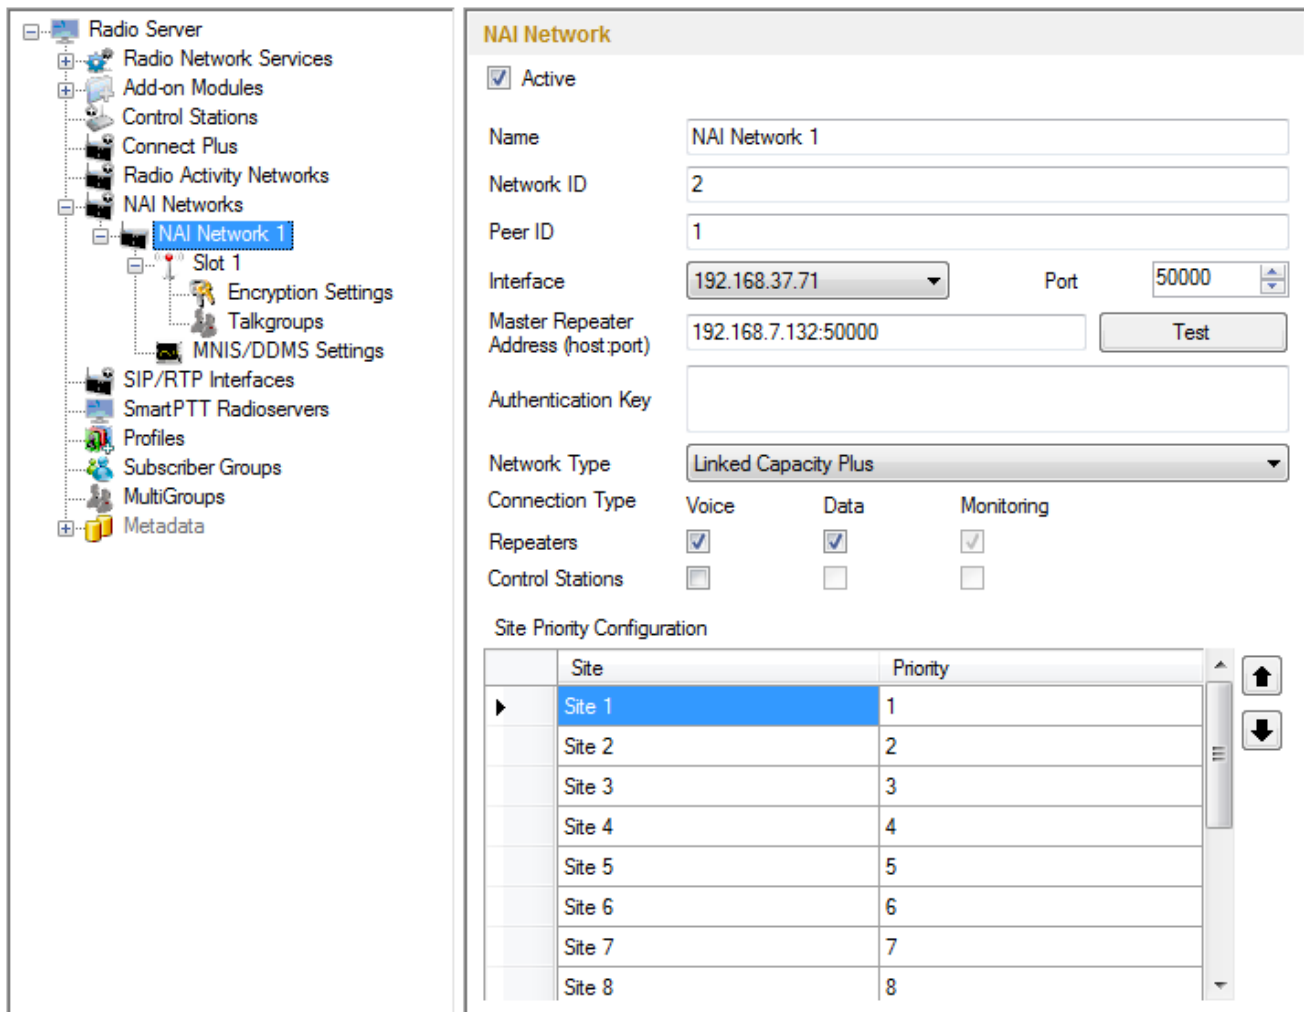 Radio Server
Radio Network Services
Add-on Modules
Control Stations
Connect Plus
Radio Activity Networks
NAI Networks
NAI Network 1
Slot 1
Encryption Settings
Talkgroups
MNIS/DDMS Settings
SIP/RTP Interfaces
SmartPTT Radioservers
Profiles
Subscriber Groups
MultiGroups
Metadata
NAI Network
Active
Name NAI Network 1
Network ID 2
Peer ID 1
Interface 192.168.37.71 Port 50000
Master Repeater
Address (host:port) 192.168.7.132:50000 Test
Authentication Key
Network Type Linked Capacity Plus
Connection Type Voice Data Monitoring
Repeaters
Control Stations
Site Priority Configuration
Site Priority
Site 1 1
Site 2 2
Site 3 3
Site 4 4
Site 5 5
Site 6 6
Site 7 7
Site 8 8